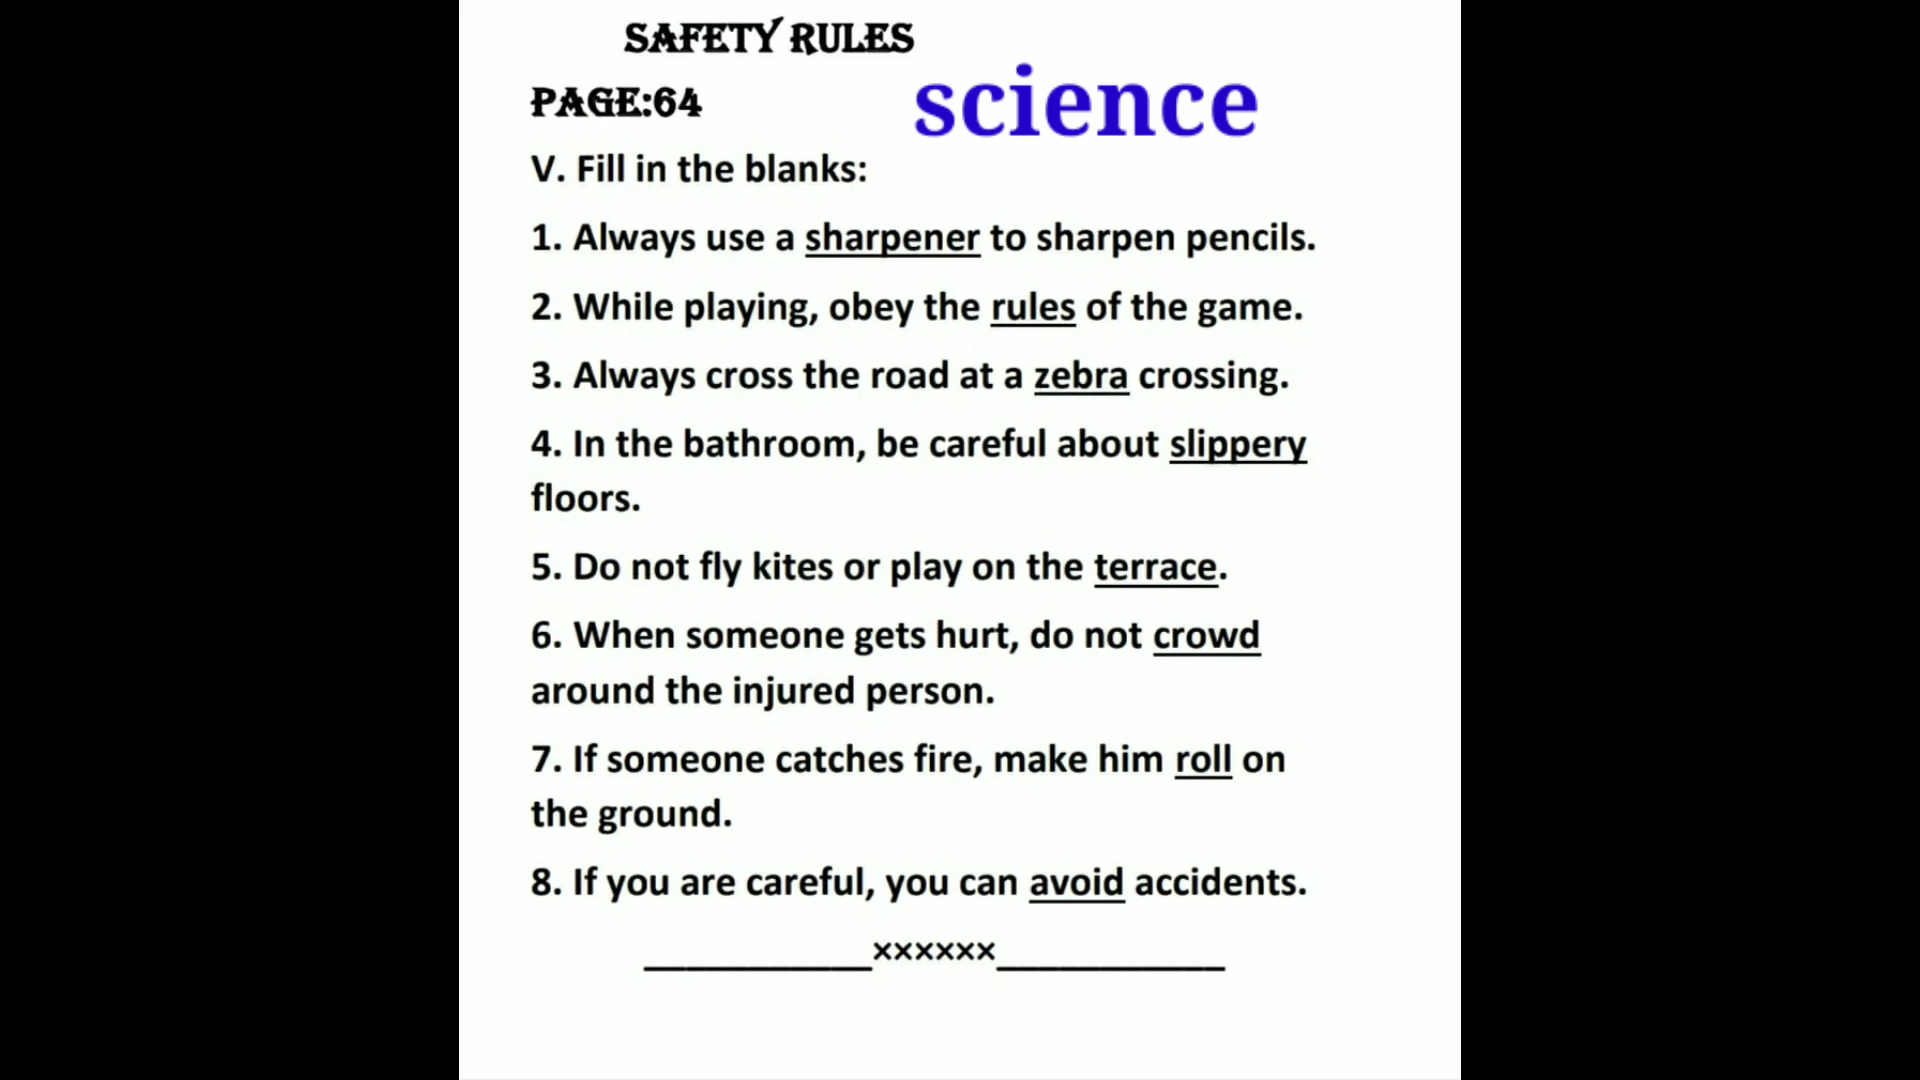 SAFETY RULES
PAGE:64
science
V. Fill in the blanks:
1. Always use a sharpener to sharpen pencils.
2. While playing, obey the rules of the game.
3. Always cross the road at a zebra crossing.
4. In the bathroom, be careful about slippery
floors.
5. Do not fly kites or play on the terrace.
6. When someone gets hurt, do not crowd
around the injured person.
7. If someone catches fire, make him roll on
the ground.
8. If you are careful, you can avoid accidents.
___________××××××___________